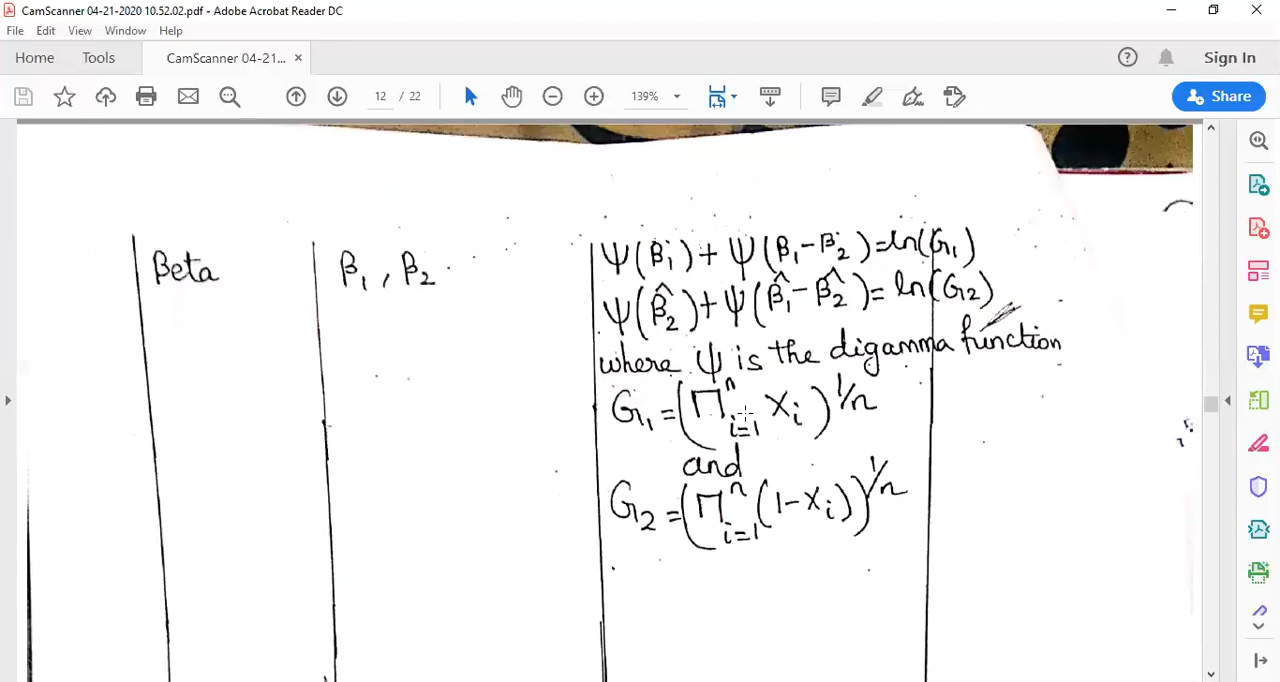 CamScanner 04-21-2020 10.52.02.pdf - Adobe Acrobat Reader DC
File Edit View Window Help
Home Tools CamScanner 04-21... × Sign In
12 / 22 139% Share
Beta
β₁, β₂
Ψ(β̂₁) + Ψ(β̂₁ - β̂₂) = ln(G₁)
Ψ(β̂₂) + Ψ(β̂₁ - β̂₂) = ln(G₂)
where Ψ is the digamma function
G₁ = (∏ⁿᵢ₌₁ Xᵢ)^1/n
and
G₂ = (∏ⁿᵢ₌₁ (1-Xᵢ))^1/n